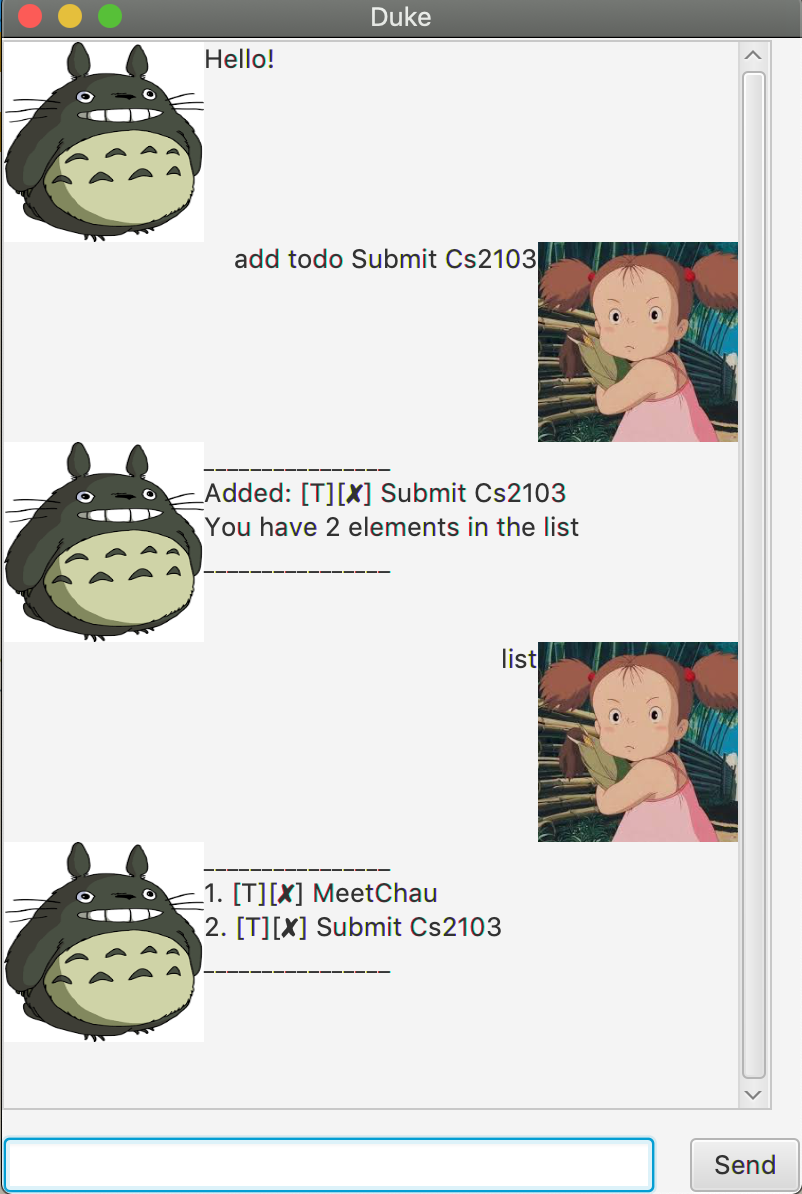 Duke
Hello!
add todo Submit Cs2103
________________
Added: [T][✘] Submit Cs2103
You have 2 elements in the list
________________
list
________________
1. [T][✘] MeetChau
2. [T][✘] Submit Cs2103
________________
Send